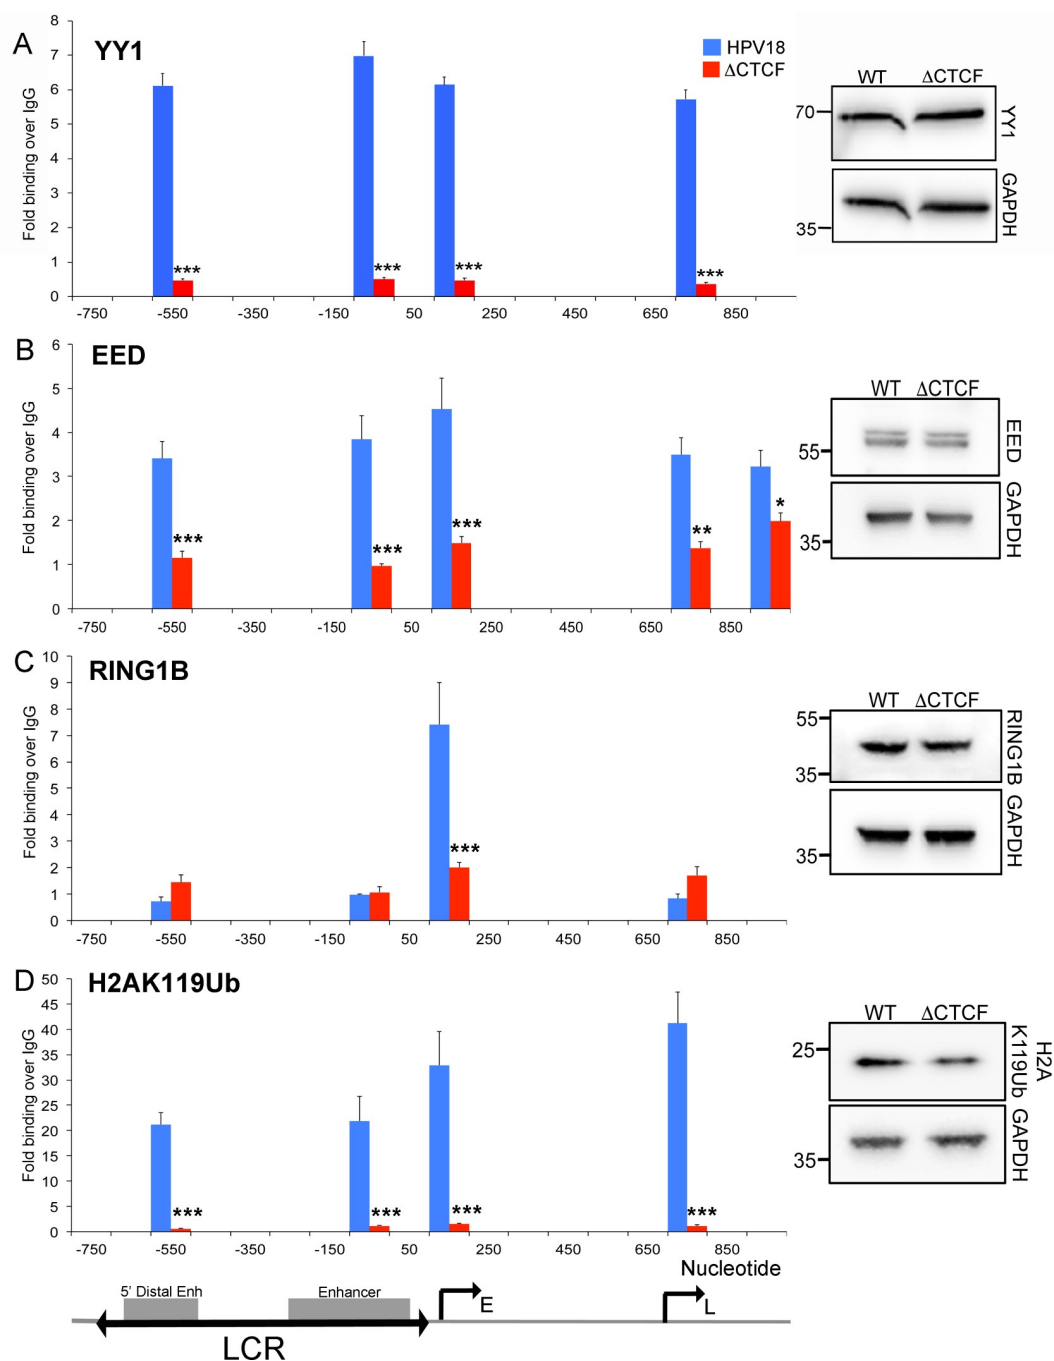 A
YY1
HPV18
ΔCTCF
Fold binding over IgG
8
7
6
5
4
3
2
1
0
***
***
***
***
-750 -550 -350 -150 50 250 450 650 850
WT ΔCTCF
70
YY1
35
GAPDH
B
EED
Fold binding over IgG
6
5
4
3
2
1
0
***
***
***
**
*
-750 -550 -350 -150 50 250 450 650 850
WT ΔCTCF
55
EED
35
GAPDH
C
RING1B
Fold binding over IgG
10
9
8
7
6
5
4
3
2
1
0
***
-750 -550 -350 -150 50 250 450 650 850
WT ΔCTCF
55
35
RING1B
35
GAPDH
D
H2AK119Ub
Fold binding over IgG
50
45
40
35
30
25
20
15
10
5
0
***
***
***
***
-750 -550 -350 -150 50 250 450 650 850
Nucleotide
WT ΔCTCF
25
H2A
K119Ub
35
GAPDH
5' Distal Enh
Enhancer
E
L
LCR